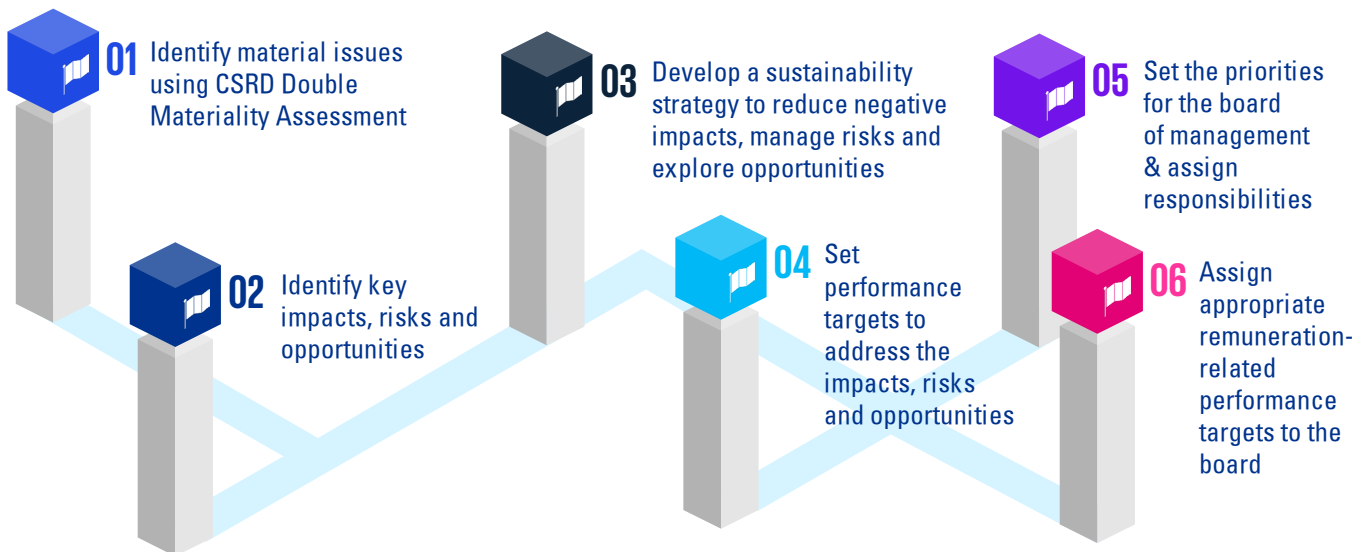 01
Identify material issues
using CSRD Double
Materiality Assessment
02
Identify key
impacts, risks and
opportunities
03
Develop a sustainability
strategy to reduce negative
impacts, manage risks and
explore opportunities
04
Set
performance
targets to
address the
impacts, risks
and opportunities
05
Set the priorities
for the board
of management
& assign
responsibilities
06
Assign
appropriate
remuneration-
related
performance
targets to the
board